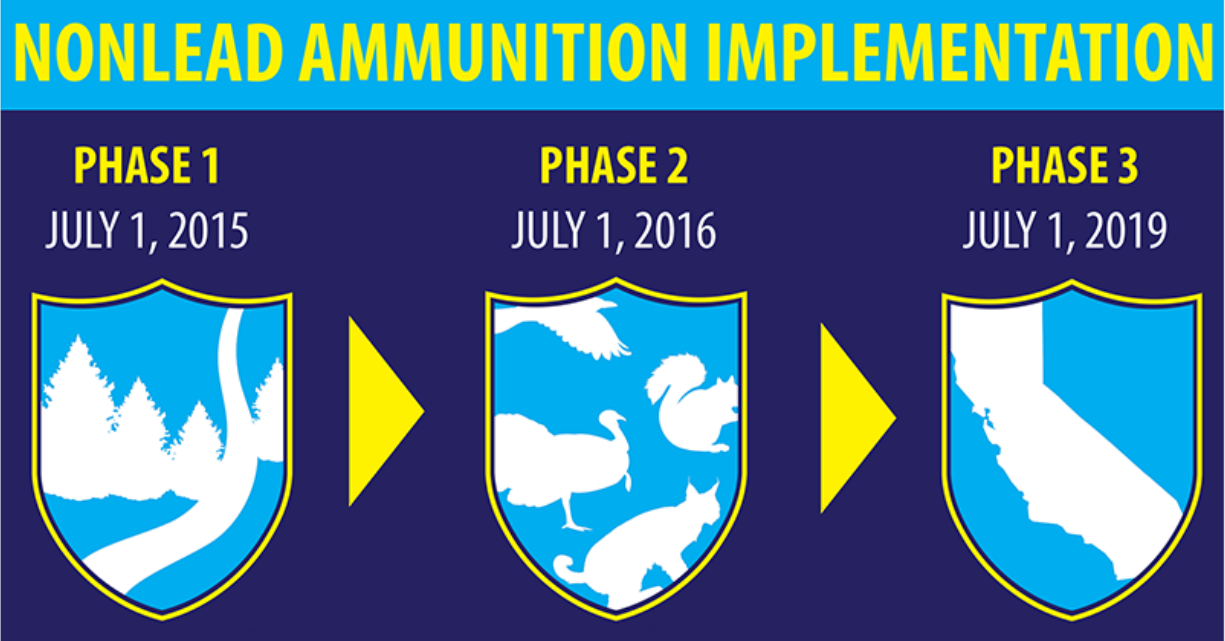 NONLEAD AMMUNITION IMPLEMENTATION
PHASE 1
JULY 1, 2015
PHASE 2
JULY 1, 2016
PHASE 3
JULY 1, 2019